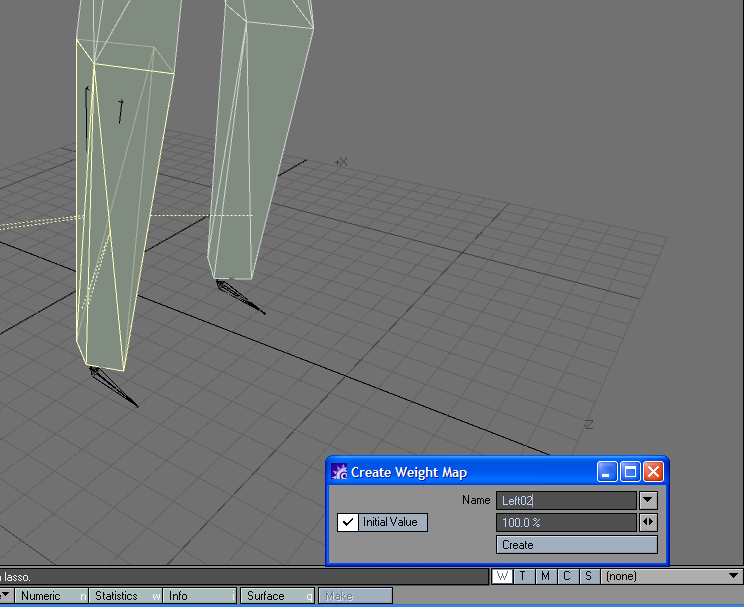 +X
-Z
Create Weight Map
Name Left02
Initial Value 100.0 %
Create
lasso.
W T M C S (none)
Numeric n Statistics w Info i Surface q Make